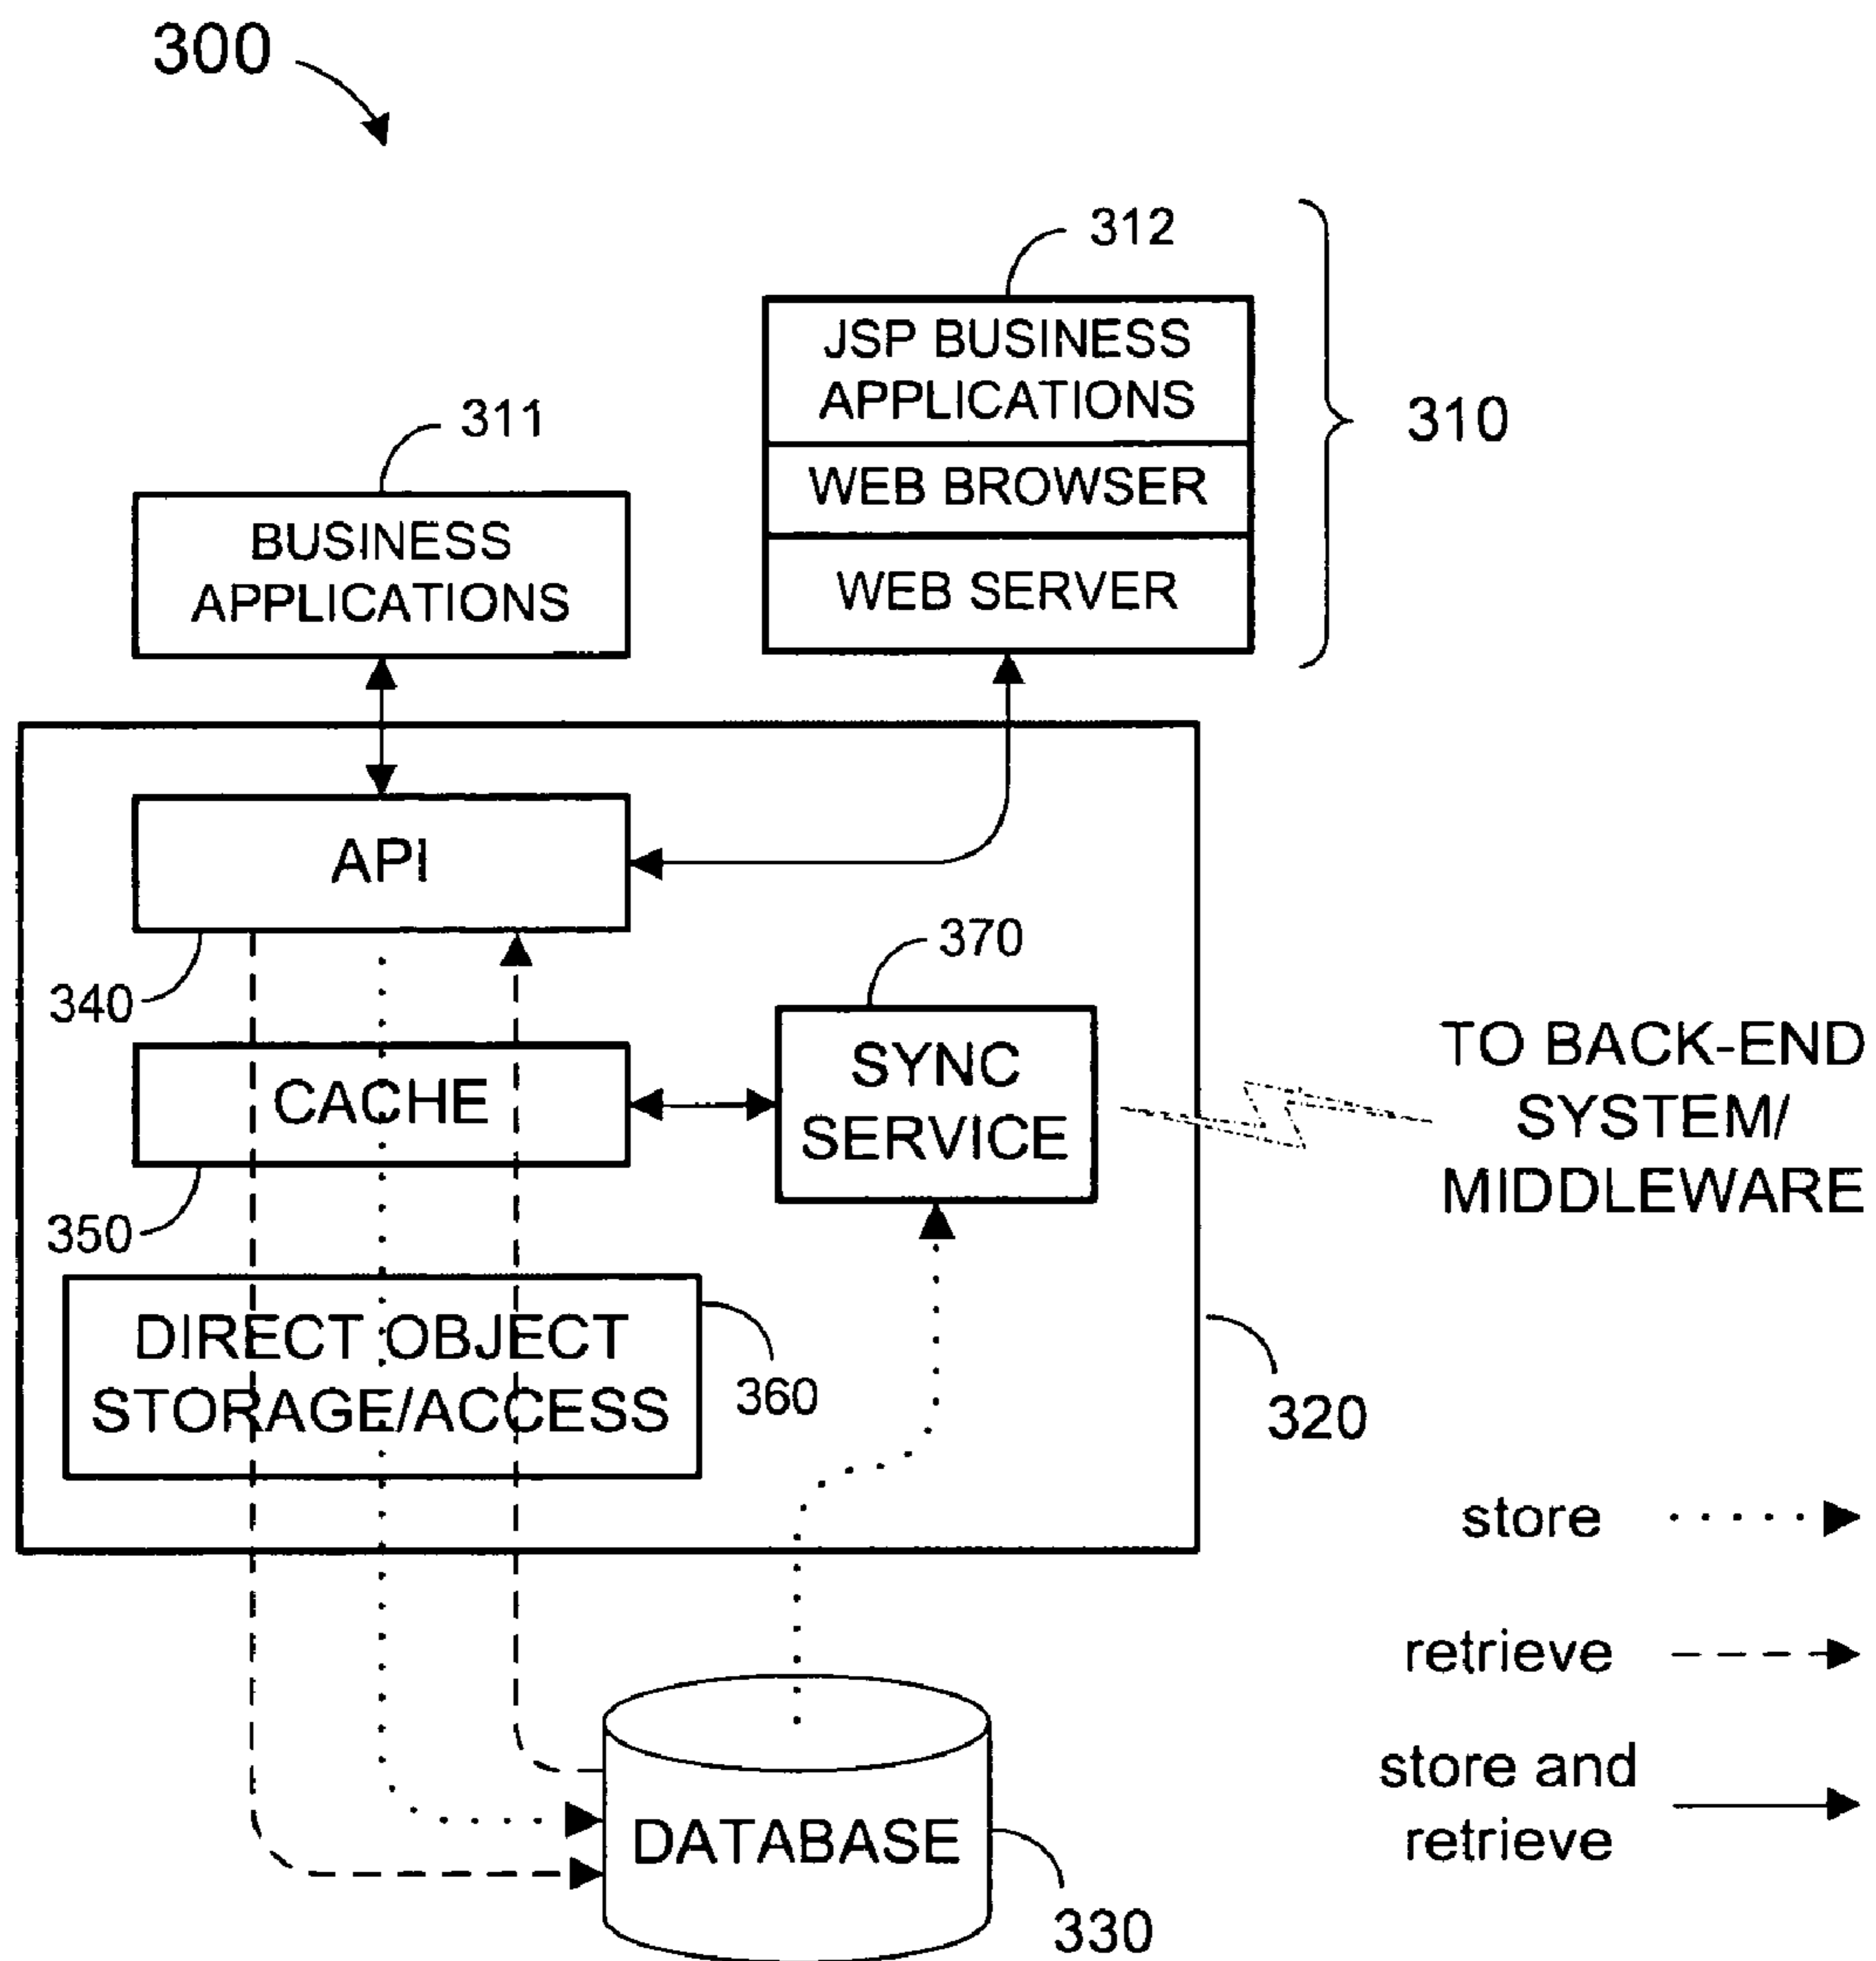 300
312
JSP BUSINESS
APPLICATIONS
311
310
WEB BROWSER
BUSINESS
APPLICATIONS
WEB SERVER
API
370
340
SYNC
SERVICE
TO BACK-END
SYSTEM/
MIDDLEWARE
CACHE
350
DIRECT OBJECT
STORAGE/ACCESS
360
320
store
retrieve
store and
retrieve
DATABASE
330